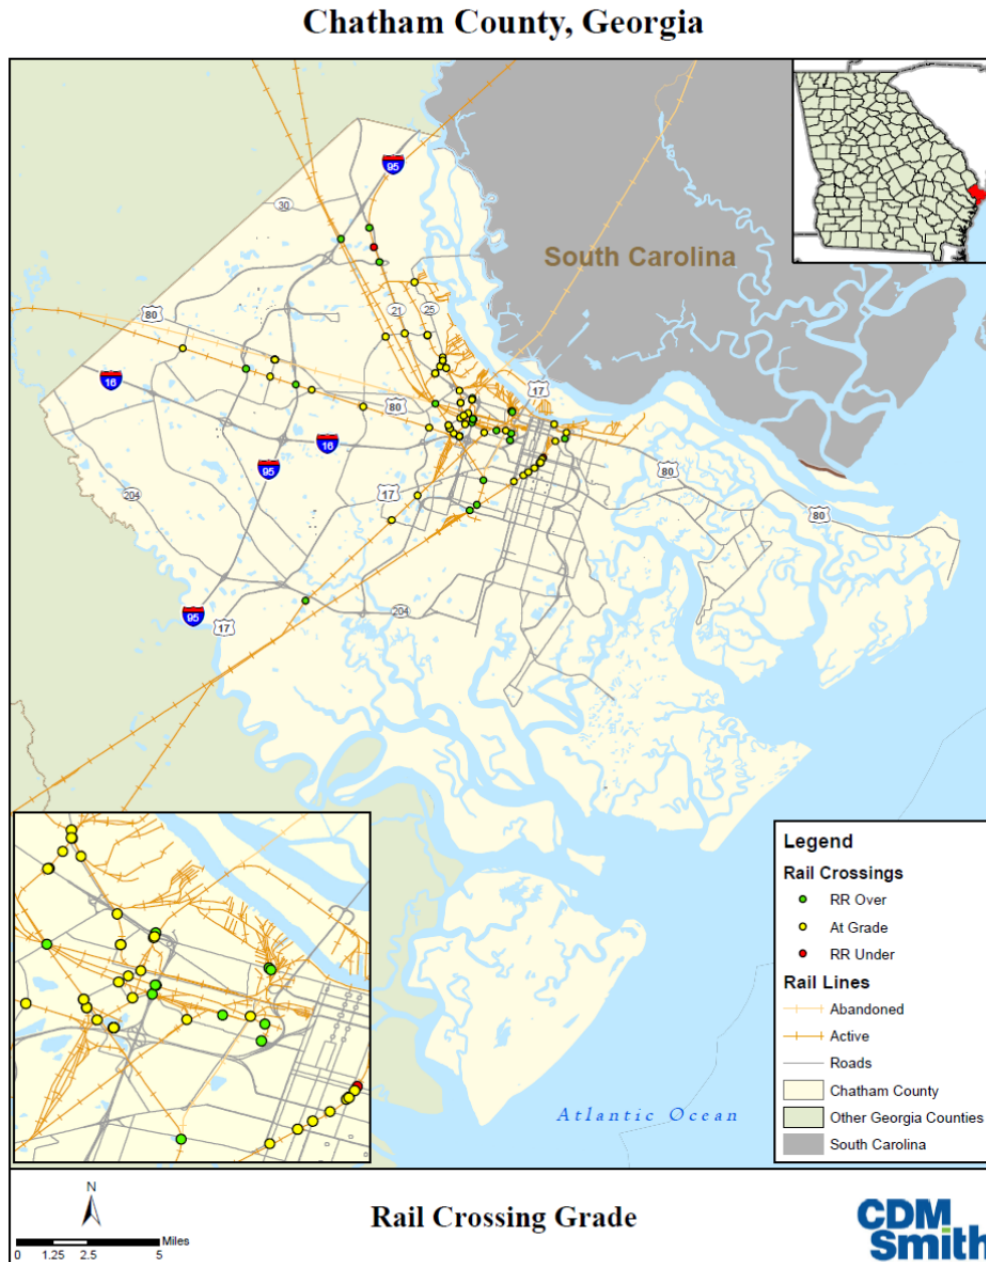 Chatham County, Georgia
95
30
South Carolina
80
21
25
16
17
80
16
95
80
17
204
80
95
204
17
Legend
Rail Crossings
RR Over
At Grade
RR Under
Rail Lines
Abandoned
Active
Roads
Chatham County
Other Georgia Counties
South Carolina
Atlantic Ocean
N
Miles
0 1.25 2.5 5
Rail Crossing Grade
CDM
Smith